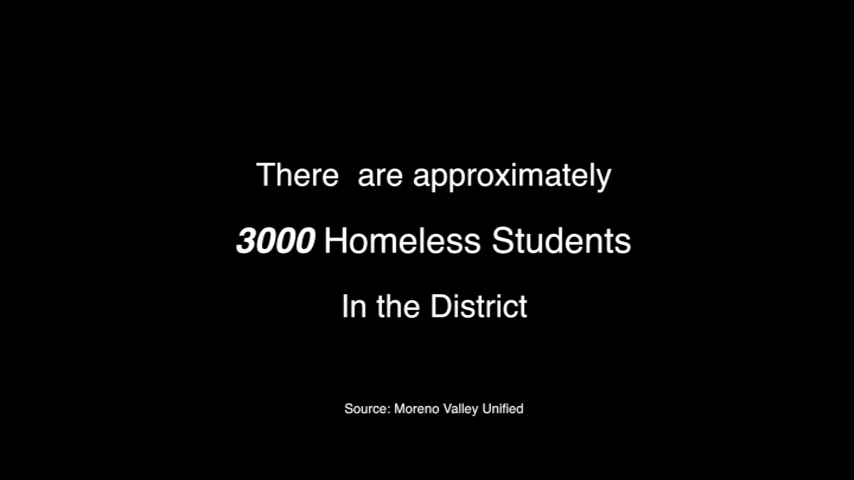 There  are approximately
3000 Homeless Students
In the District
Source: Moreno Valley Unified